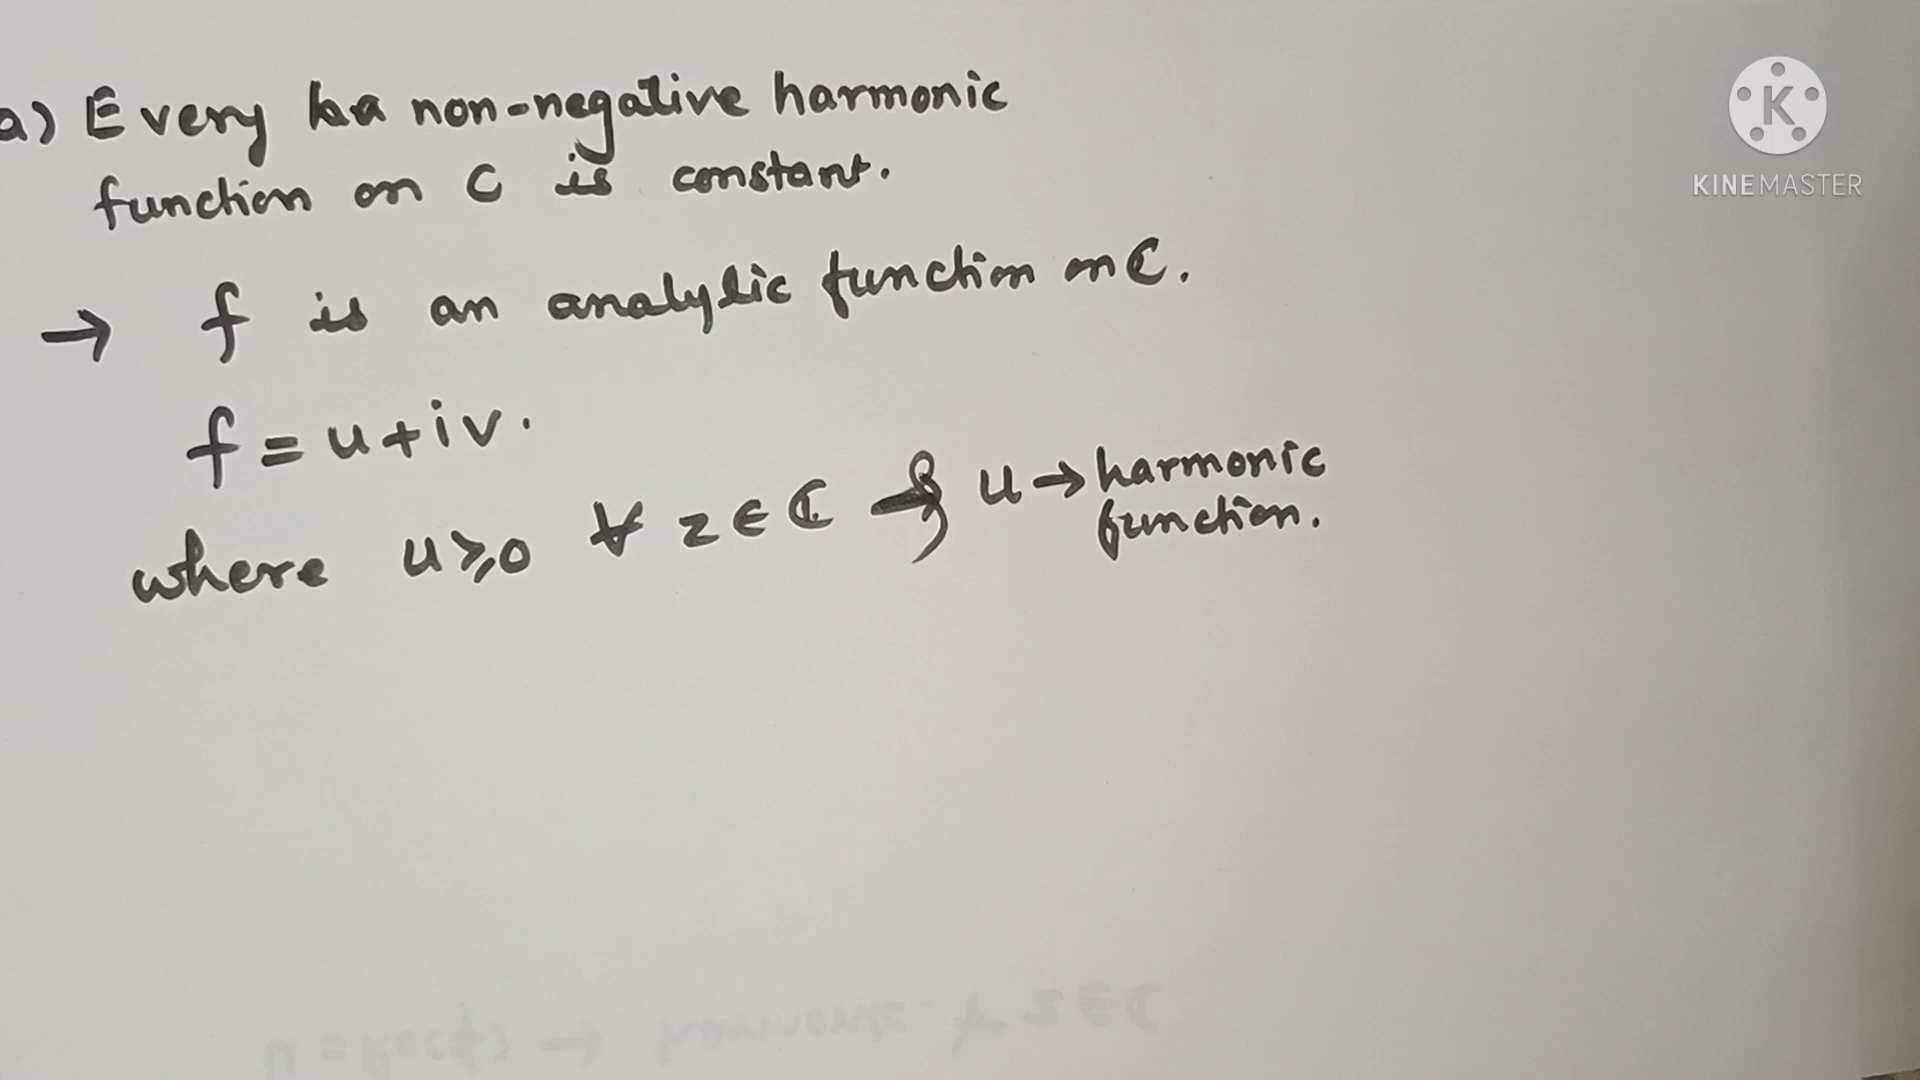 a) Every non-negative harmonic
function on C is constant.
→ f is an analytic function on ℂ.
f = u + iv.
where u ≥ 0 ∀ z ∈ ℂ & u → harmonic
function.
K
KINEMASTER